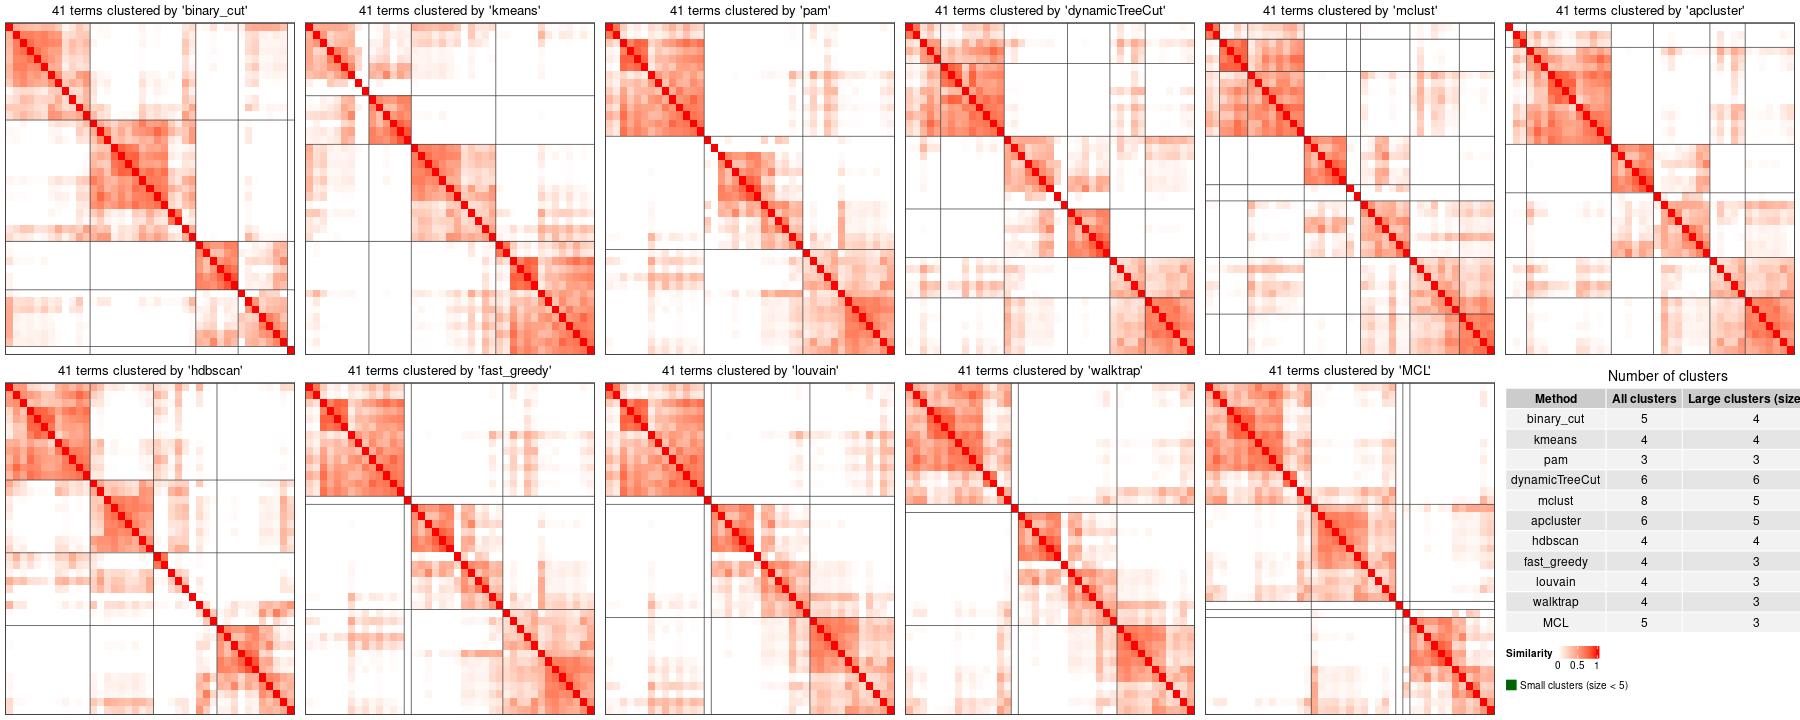 41 terms clustered by 'binary_cut'
41 terms clustered by 'kmeans'
41 terms clustered by 'pam'
41 terms clustered by 'dynamicTreeCut'
41 terms clustered by 'mclust'
41 terms clustered by 'apcluster'
41 terms clustered by 'hdbscan'
41 terms clustered by 'fast_greedy'
41 terms clustered by 'louvain'
41 terms clustered by 'walktrap'
41 terms clustered by 'MCL'
Number of clusters
Method All clusters Large clusters (size
binary_cut 5 4
kmeans 4 4
pam 3 3
dynamicTreeCut 6 6
mclust 8 5
apcluster 6 5
hdbscan 4 4
fast_greedy 4 3
louvain 4 3
walktrap 4 3
MCL 5 3
Similarity
0 0.5 1
Small clusters (size < 5)